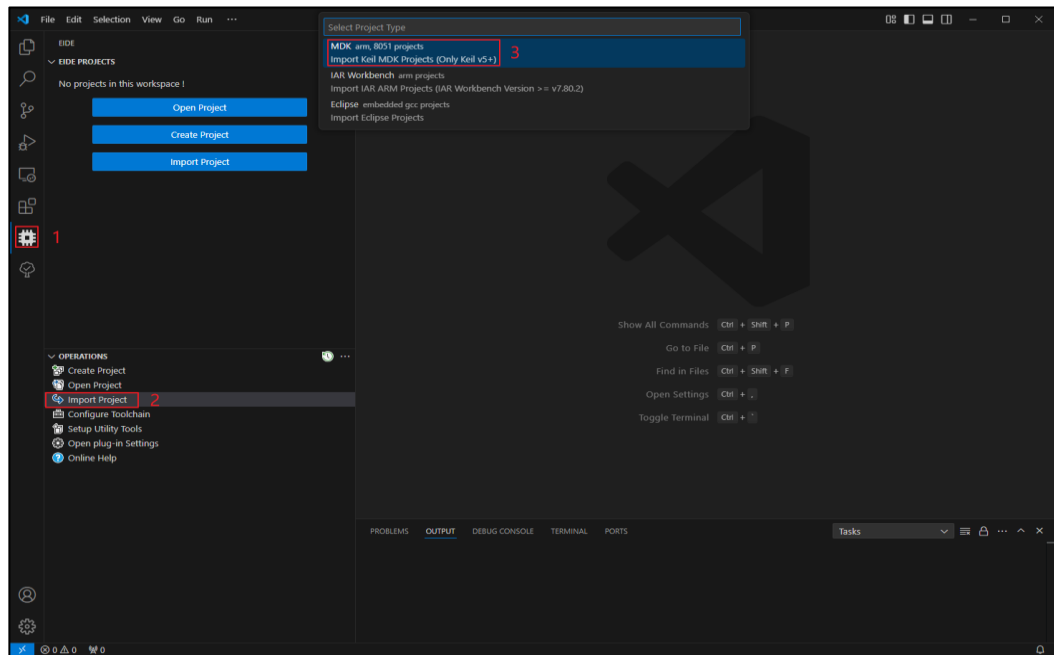 File Edit Selection View Go Run ···
Select Project Type
MDK arm, 8051 projects
Import Keil MDK Projects (Only Keil v5+)
3
IAR Workbench arm projects
Import IAR ARM Projects (IAR Workbench Version >= v7.80.2)
Eclipse embedded gcc projects
Import Eclipse Projects
EIDE
EIDE PROJECTS
No projects in this workspace !
Open Project
Create Project
Import Project
1
Show All Commands Ctrl + Shift + P
Go to File Ctrl + P
Find in Files Ctrl + Shift + F
Open Settings Ctrl + ,
Toggle Terminal Ctrl + `
OPERATIONS
Create Project
Open Project
Import Project 2
Configure Toolchain
Setup Utility Tools
Open plug-in Settings
Online Help
PROBLEMS OUTPUT DEBUG CONSOLE TERMINAL PORTS Tasks
0 0 0